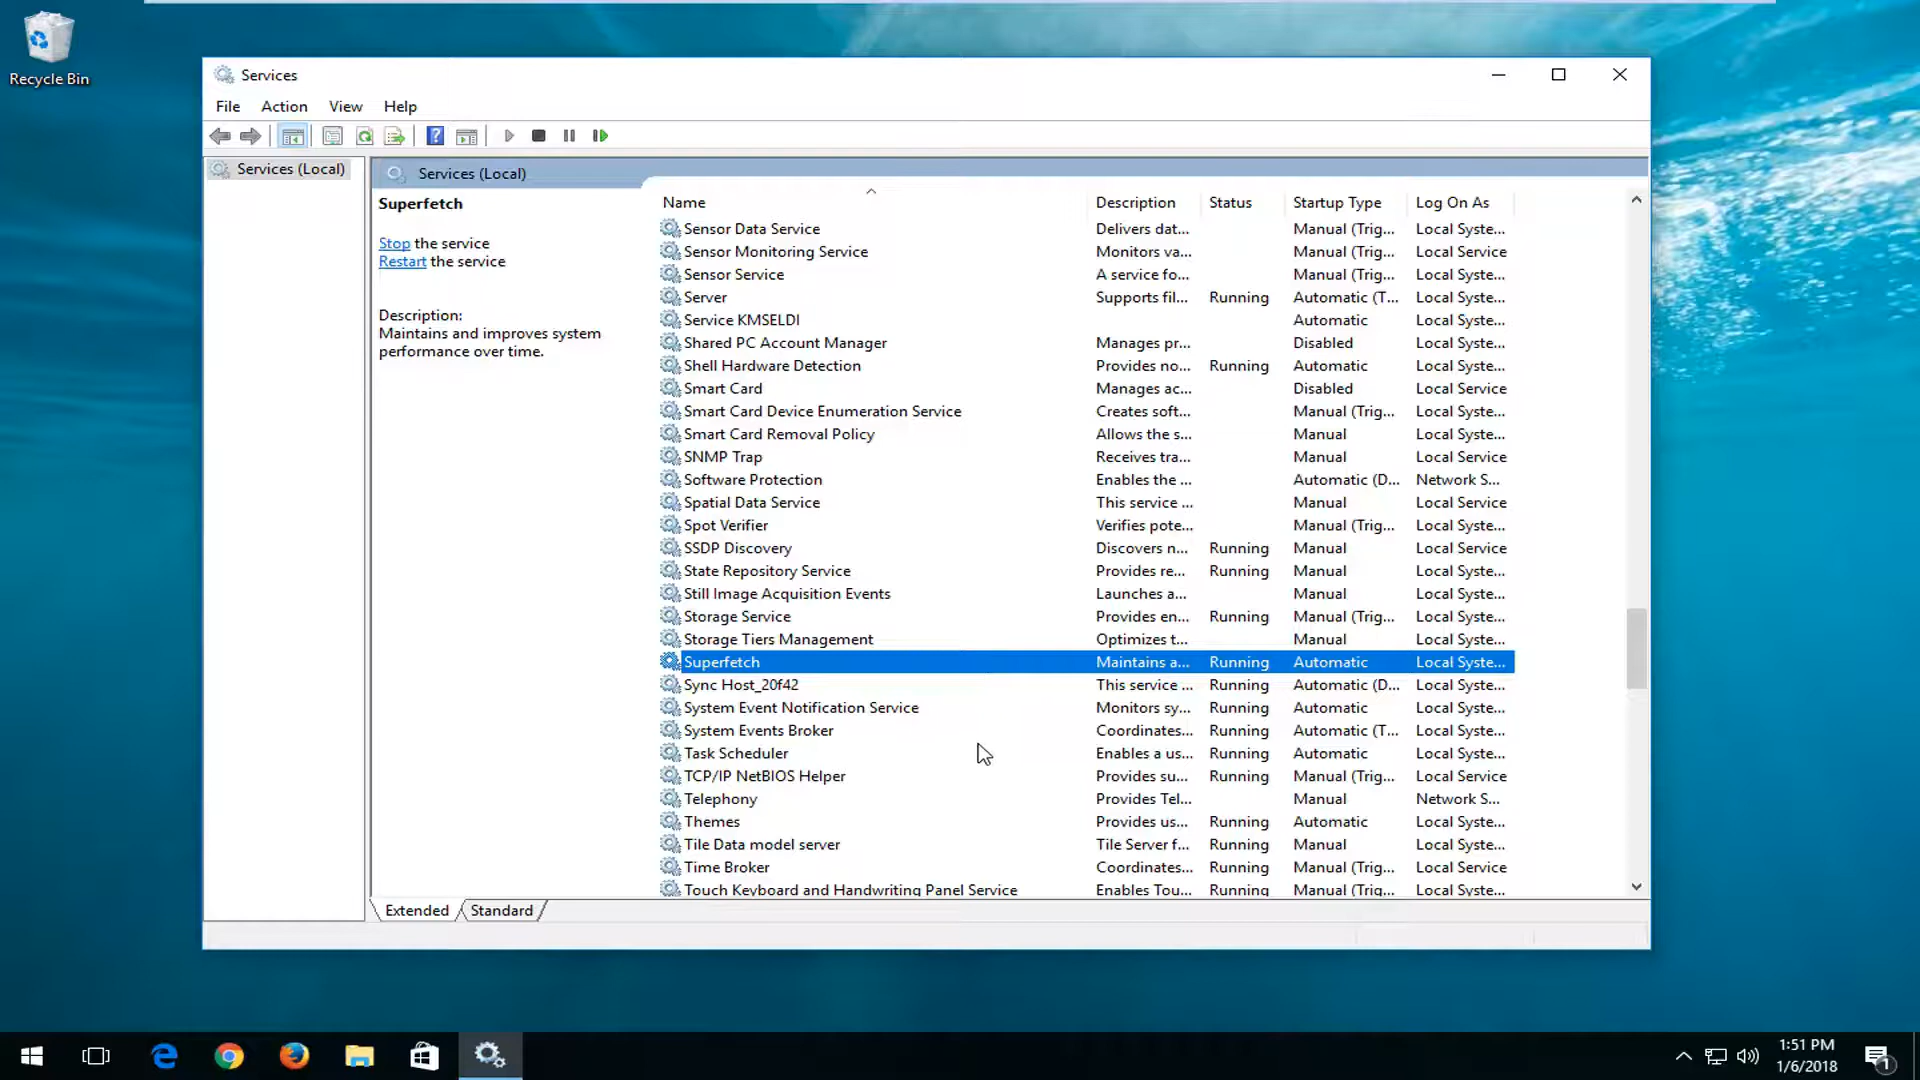 Recycle Bin
Services
File Action View Help
Services (Local)
Services (Local)
Superfetch
Stop the service
Restart the service
Description:
Maintains and improves system
performance over time.
Name Description Status Startup Type Log On As
Sensor Data Service Delivers dat... Manual (Trig... Local Syste...
Sensor Monitoring Service Monitors va... Manual (Trig... Local Service
Sensor Service A service fo... Manual (Trig... Local Syste...
Server Supports fil... Running Automatic (T... Local Syste...
Service KMSELDI Automatic Local Syste...
Shared PC Account Manager Manages pr... Disabled Local Syste...
Shell Hardware Detection Provides no... Running Automatic Local Syste...
Smart Card Manages ac... Disabled Local Service
Smart Card Device Enumeration Service Creates soft... Manual (Trig... Local Syste...
Smart Card Removal Policy Allows the s... Manual Local Syste...
SNMP Trap Receives tra... Manual Local Service
Software Protection Enables the ... Automatic (D... Network S...
Spatial Data Service This service ... Manual Local Service
Spot Verifier Verifies pote... Manual (Trig... Local Syste...
SSDP Discovery Discovers n... Running Manual Local Service
State Repository Service Provides re... Running Manual Local Syste...
Still Image Acquisition Events Launches a... Manual Local Syste...
Storage Service Provides en... Running Manual (Trig... Local Syste...
Storage Tiers Management Optimizes t... Manual Local Syste...
Superfetch Maintains a... Running Automatic Local Syste...
Sync Host_20f42 This service ... Running Automatic (D... Local Syste...
System Event Notification Service Monitors sy... Running Automatic Local Syste...
System Events Broker Coordinates... Running Automatic (T... Local Syste...
Task Scheduler Enables a us... Running Automatic Local Syste...
TCP/IP NetBIOS Helper Provides su... Running Manual (Trig... Local Service
Telephony Provides Tel... Manual Network S...
Themes Provides us... Running Automatic Local Syste...
Tile Data model server Tile Server f... Running Manual Local Syste...
Time Broker Coordinates... Running Manual (Trig... Local Service
Touch Keyboard and Handwriting Panel Service Enables Tou... Running Manual (Trig... Local Syste...
Extended Standard
1:51 PM
1/6/2018
1